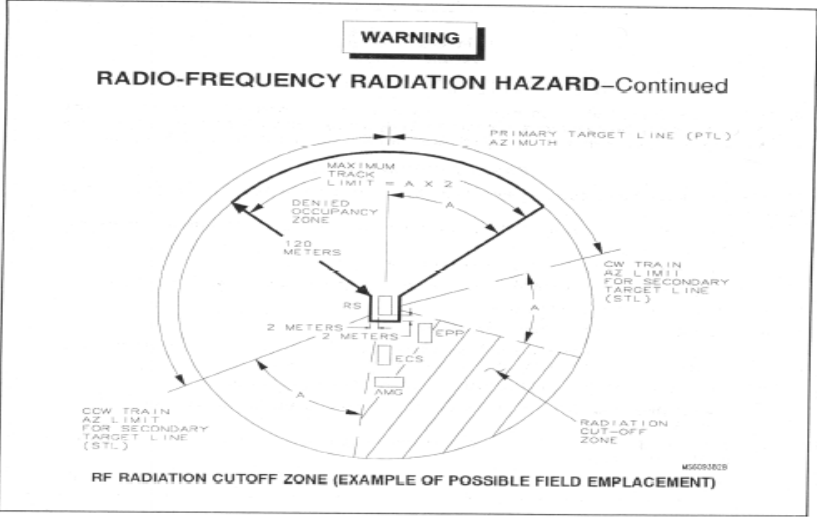 WARNING
RADIO-FREQUENCY RADIATION HAZARD–Continued
PRIMARY TARGET LINE (PTL)
AZIMUTH
MAXIMUM
TRACK
LIMIT = A X 2
A
DENIED
OCCUPANCY
ZONE
120
METERS
CW TRAIN
AZ LIMIT
FOR SECONDARY
TARGET LINE
(STL)
RS
A
2 METERS
2 METERS
EPP
ECS
AMG
A
CCW TRAIN
AZ LIMIT
FOR SECONDARY
TARGET LINE
(STL)
RADIATION
CUT-OFF
ZONE
MS609382B
RF RADIATION CUTOFF ZONE (EXAMPLE OF POSSIBLE FIELD EMPLACEMENT)